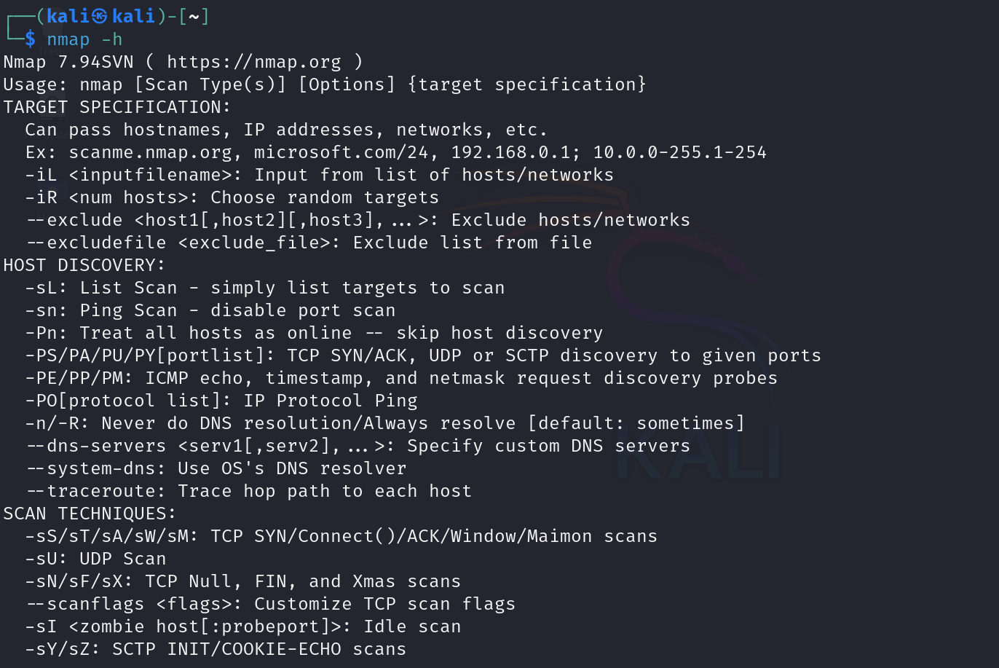 ┌──(kali㉿kali)-[~]
└─$ nmap -h
Nmap 7.94SVN ( https://nmap.org )
Usage: nmap [Scan Type(s)] [Options] {target specification}
TARGET SPECIFICATION:
  Can pass hostnames, IP addresses, networks, etc.
  Ex: scanme.nmap.org, microsoft.com/24, 192.168.0.1; 10.0.0-255.1-254
  -iL <inputfilename>: Input from list of hosts/networks
  -iR <num hosts>: Choose random targets
  --exclude <host1[,host2][,host3],...>: Exclude hosts/networks
  --excludefile <exclude_file>: Exclude list from file
HOST DISCOVERY:
  -sL: List Scan - simply list targets to scan
  -sn: Ping Scan - disable port scan
  -Pn: Treat all hosts as online -- skip host discovery
  -PS/PA/PU/PY[portlist]: TCP SYN/ACK, UDP or SCTP discovery to given ports
  -PE/PP/PM: ICMP echo, timestamp, and netmask request discovery probes
  -PO[protocol list]: IP Protocol Ping
  -n/-R: Never do DNS resolution/Always resolve [default: sometimes]
  --dns-servers <serv1[,serv2],...>: Specify custom DNS servers
  --system-dns: Use OS's DNS resolver
  --traceroute: Trace hop path to each host
SCAN TECHNIQUES:
  -sS/sT/sA/sW/sM: TCP SYN/Connect()/ACK/Window/Maimon scans
  -sU: UDP Scan
  -sN/sF/sX: TCP Null, FIN, and Xmas scans
  --scanflags <flags>: Customize TCP scan flags
  -sI <zombie host[:probeport]>: Idle scan
  -sY/sZ: SCTP INIT/COOKIE-ECHO scans
KALI